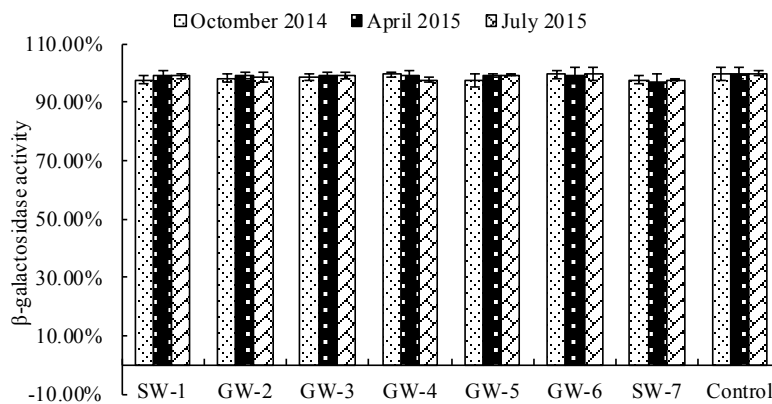 Octomber 2014 April 2015 July 2015
110.00%
90.00%
70.00%
50.00%
30.00%
10.00%
-10.00%
β-galactosidase activity
SW-1 GW-2 GW-3 GW-4 GW-5 GW-6 SW-7 Control